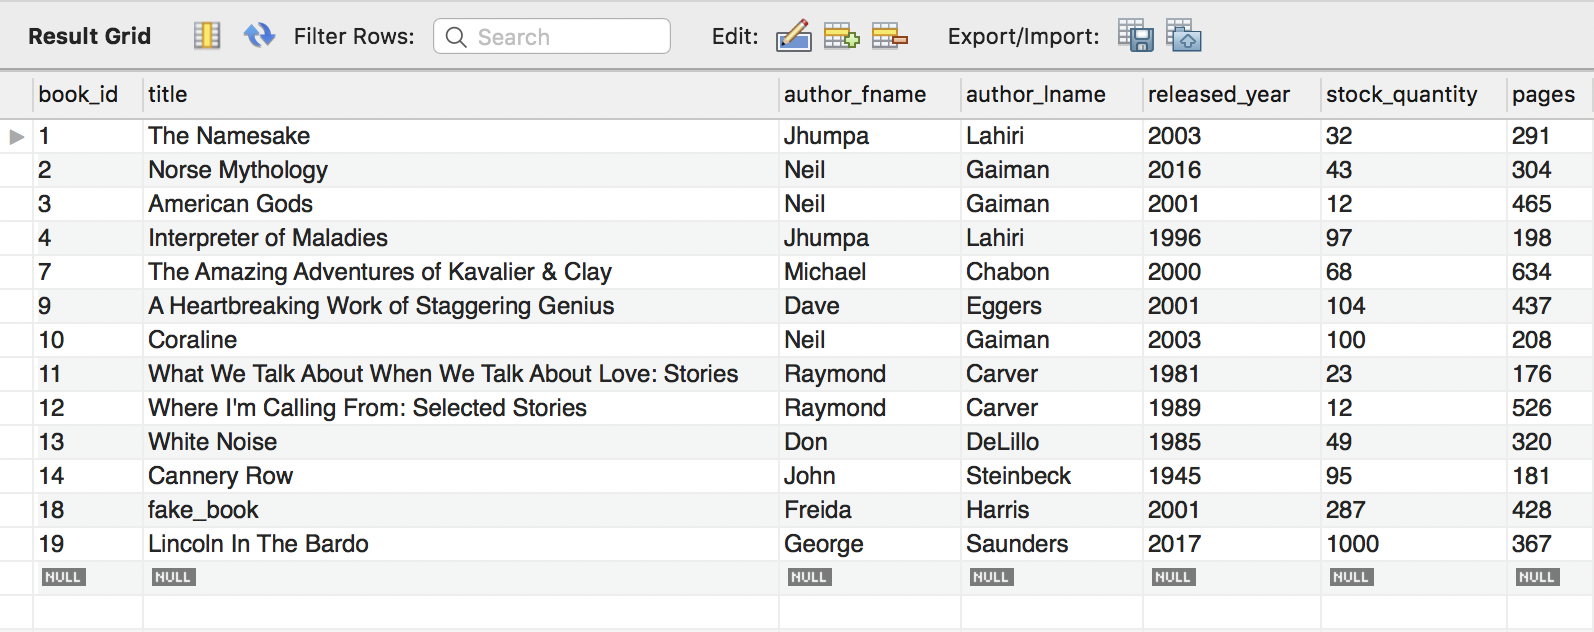 Result Grid Filter Rows: Search Edit: Export/Import:
book_id title author_fname author_lname released_year stock_quantity pages
1 The Namesake Jhumpa Lahiri 2003 32 291
2 Norse Mythology Neil Gaiman 2016 43 304
3 American Gods Neil Gaiman 2001 12 465
4 Interpreter of Maladies Jhumpa Lahiri 1996 97 198
7 The Amazing Adventures of Kavalier & Clay Michael Chabon 2000 68 634
9 A Heartbreaking Work of Staggering Genius Dave Eggers 2001 104 437
10 Coraline Neil Gaiman 2003 100 208
11 What We Talk About When We Talk About Love: Stories Raymond Carver 1981 23 176
12 Where I'm Calling From: Selected Stories Raymond Carver 1989 12 526
13 White Noise Don DeLillo 1985 49 320
14 Cannery Row John Steinbeck 1945 95 181
18 fake_book Freida Harris 2001 287 428
19 Lincoln In The Bardo George Saunders 2017 1000 367
NULL NULL NULL NULL NULL NULL NULL